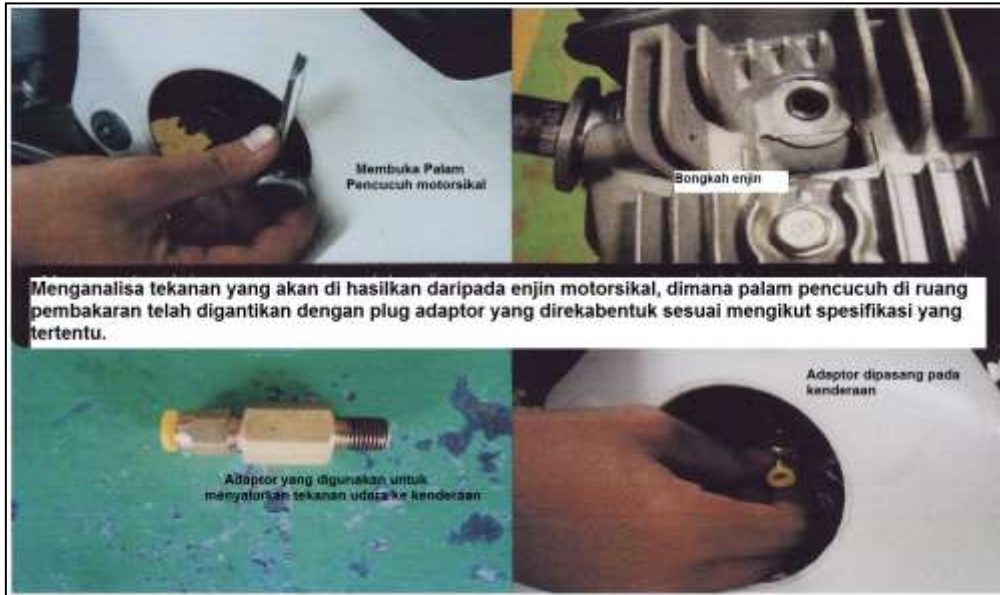 Membuka Palam
Pencucuh motorsikal
Bongkah enjin
Menganalisa tekanan yang akan di hasilkan daripada enjin motorsikal, dimana palam pencucuh di ruang
pembakaran telah digantikan dengan plug adaptor yang direkabentuk sesuai mengikut spesifikasi yang
tertentu.
Adaptor yang digunakan untuk
menyalurkan tekanan udara ke kenderaan
Adaptor dipasang pada
kenderaan